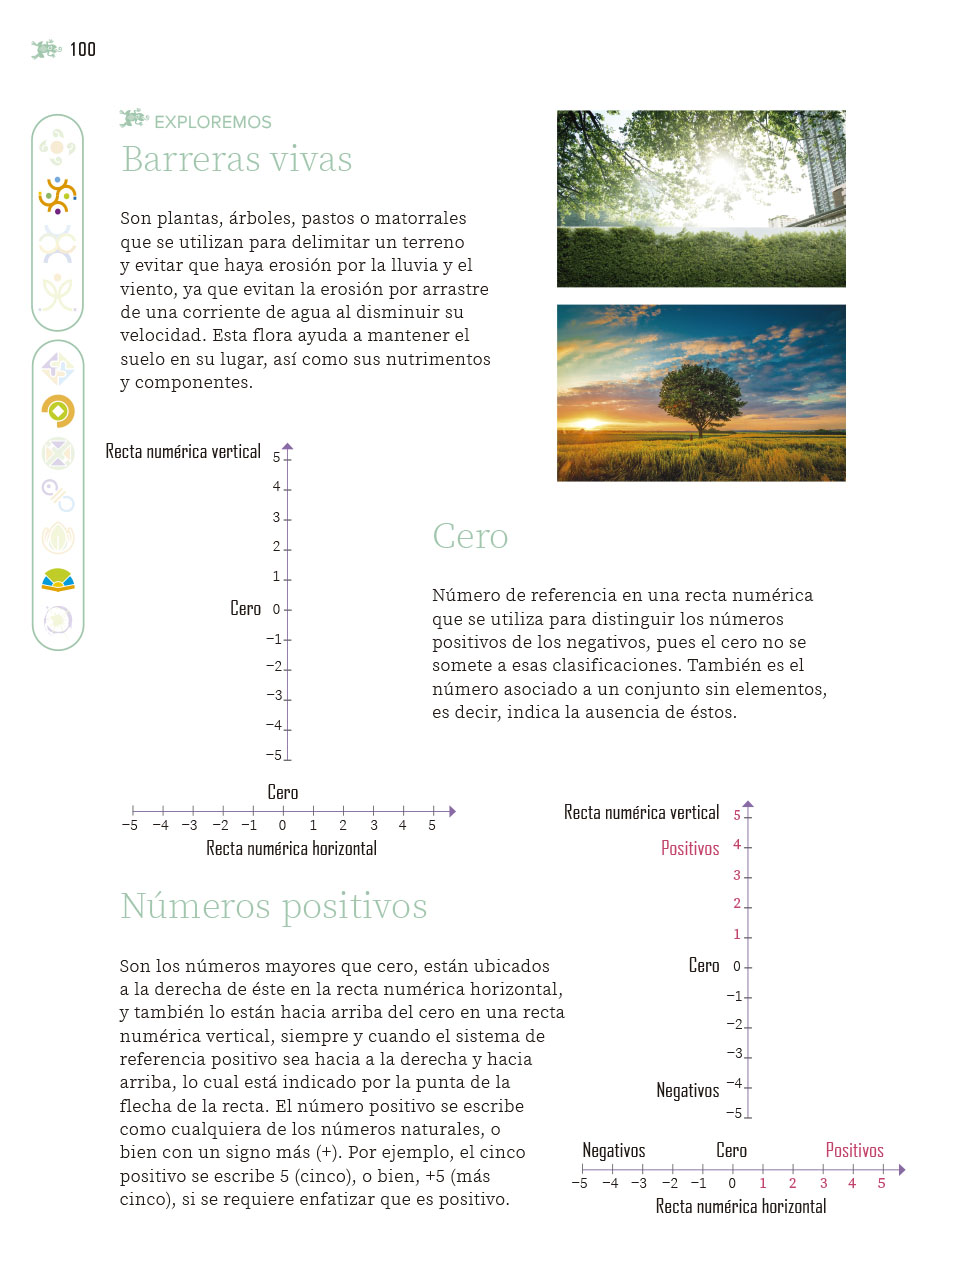 100
EXPLOREMOS
Barreras vivas
Son plantas, árboles, pastos o matorrales
que se utilizan para delimitar un terreno
y evitar que haya erosión por la lluvia y el
viento, ya que evitan la erosión por arrastre
de una corriente de agua al disminuir su
velocidad. Esta flora ayuda a mantener el
suelo en su lugar, así como sus nutrimentos
y componentes.
Recta numérica vertical
5
4
3
2
1
Cero 0
−1
−2
−3
−4
−5
Cero
−5 −4 −3 −2 −1 0 1 2 3 4 5
Recta numérica horizontal
Cero
Número de referencia en una recta numérica
que se utiliza para distinguir los números
positivos de los negativos, pues el cero no se
somete a esas clasificaciones. También es el
número asociado a un conjunto sin elementos,
es decir, indica la ausencia de éstos.
Números positivos
Son los números mayores que cero, están ubicados
a la derecha de éste en la recta numérica horizontal,
y también lo están hacia arriba del cero en una recta
numérica vertical, siempre y cuando el sistema de
referencia positivo sea hacia a la derecha y hacia
arriba, lo cual está indicado por la punta de la
flecha de la recta. El número positivo se escribe
como cualquiera de los números naturales, o
bien con un signo más (+). Por ejemplo, el cinco
positivo se escribe 5 (cinco), o bien, +5 (más
cinco), si se requiere enfatizar que es positivo.
Recta numérica vertical
5
Positivos 4
3
2
1
Cero 0
−1
−2
−3
Negativos −4
−5
Negativos Cero Positivos
−5 −4 −3 −2 −1 0 1 2 3 4 5
Recta numérica horizontal